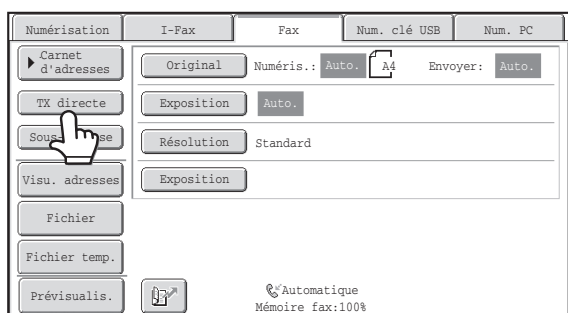 Numérisation I-Fax Fax Num. clé USB Num. PC
Carnet d'adresses
Original Numéris.: Auto. A4 Envoyer: Auto.
TX directe
Exposition Auto.
Sous-
Résolution Standard
Visu. adresses
Exposition
Fichier
Fichier temp.
Prévisualis.
Automatique
Mémoire fax:100%